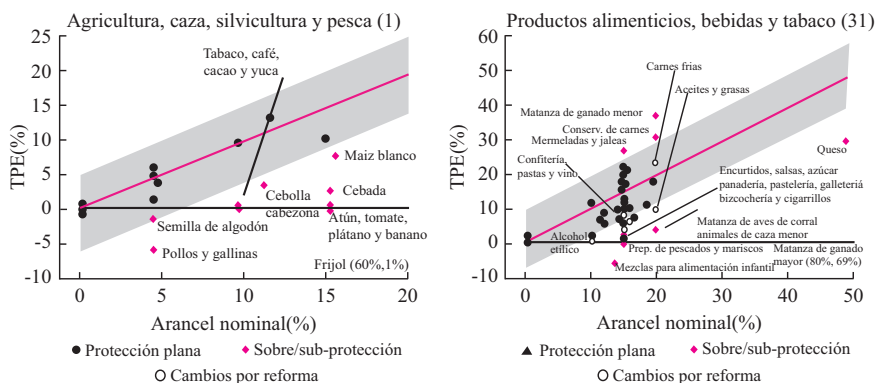 Agricultura, caza, silvicultura y pesca (1)
25
20
15
10
5
0
-5
-10
TPE(%)
Tabaco, café,
cacao y yuca
Maiz blanco
Cebolla
cabezona
Cebada
Semilla de algodón
Atún, tomate,
plátano y banano
Pollos y gallinas
Frijol (60%,1%)
0
5
10
15
20
Arancel nominal(%)
Protección plana
Sobre/sub-protección
Cambios por reforma
Productos alimenticios, bebidas y tabaco (31)
60
50
40
30
20
10
0
-10
TPE(%)
Carnes frias
Aceites y grasas
Matanza de ganado menor
Conserv. de carnes
Mermeladas y jaleas
Queso
Confitería,
pastas y vino
Encurtidos, salsas, azúcar
panadería, pastelería, galleteriá
bizcochería y cigarrillos
Alcohol
etílico
Matanza de aves de corral
animales de caza menor
Prep. de pescados y mariscos
Matanza de ganado
mayor (80%, 69%)
Mezclas para alimentación infantil
0
10
20
30
40
50
Arancel nominal(%)
Protección plana
Sobre/sub-protección
Cambios por reforma